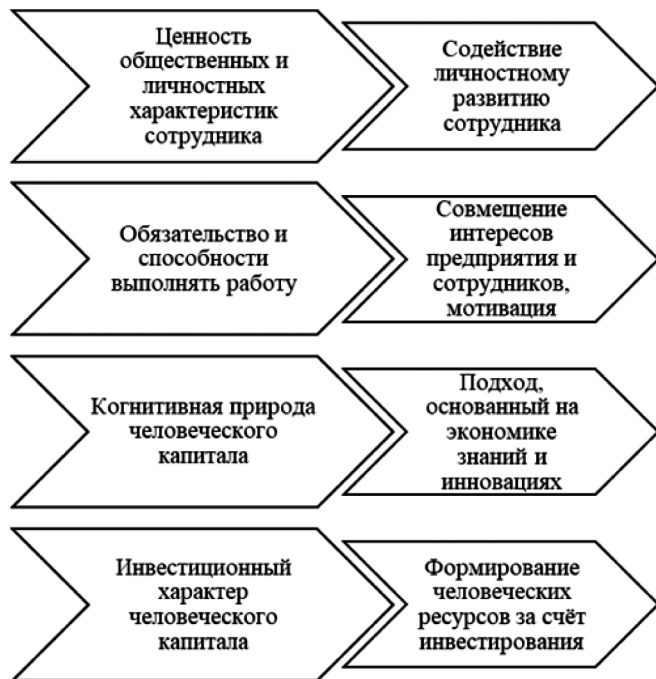 Ценность
общественных и
личностных
характеристик
сотрудника
Содействие
личностному
развитию
сотрудника
Обязательство и
способности
выполнять работу
Совмещение
интересов
предприятия и
сотрудников,
мотивация
Когнитивная природа
человеческого
капитала
Подход,
основанный на
экономике
знаний и
инновациях
Инвестиционный
характер
человеческого
капитала
Формирование
человеческих
ресурсов за счёт
инвестирования